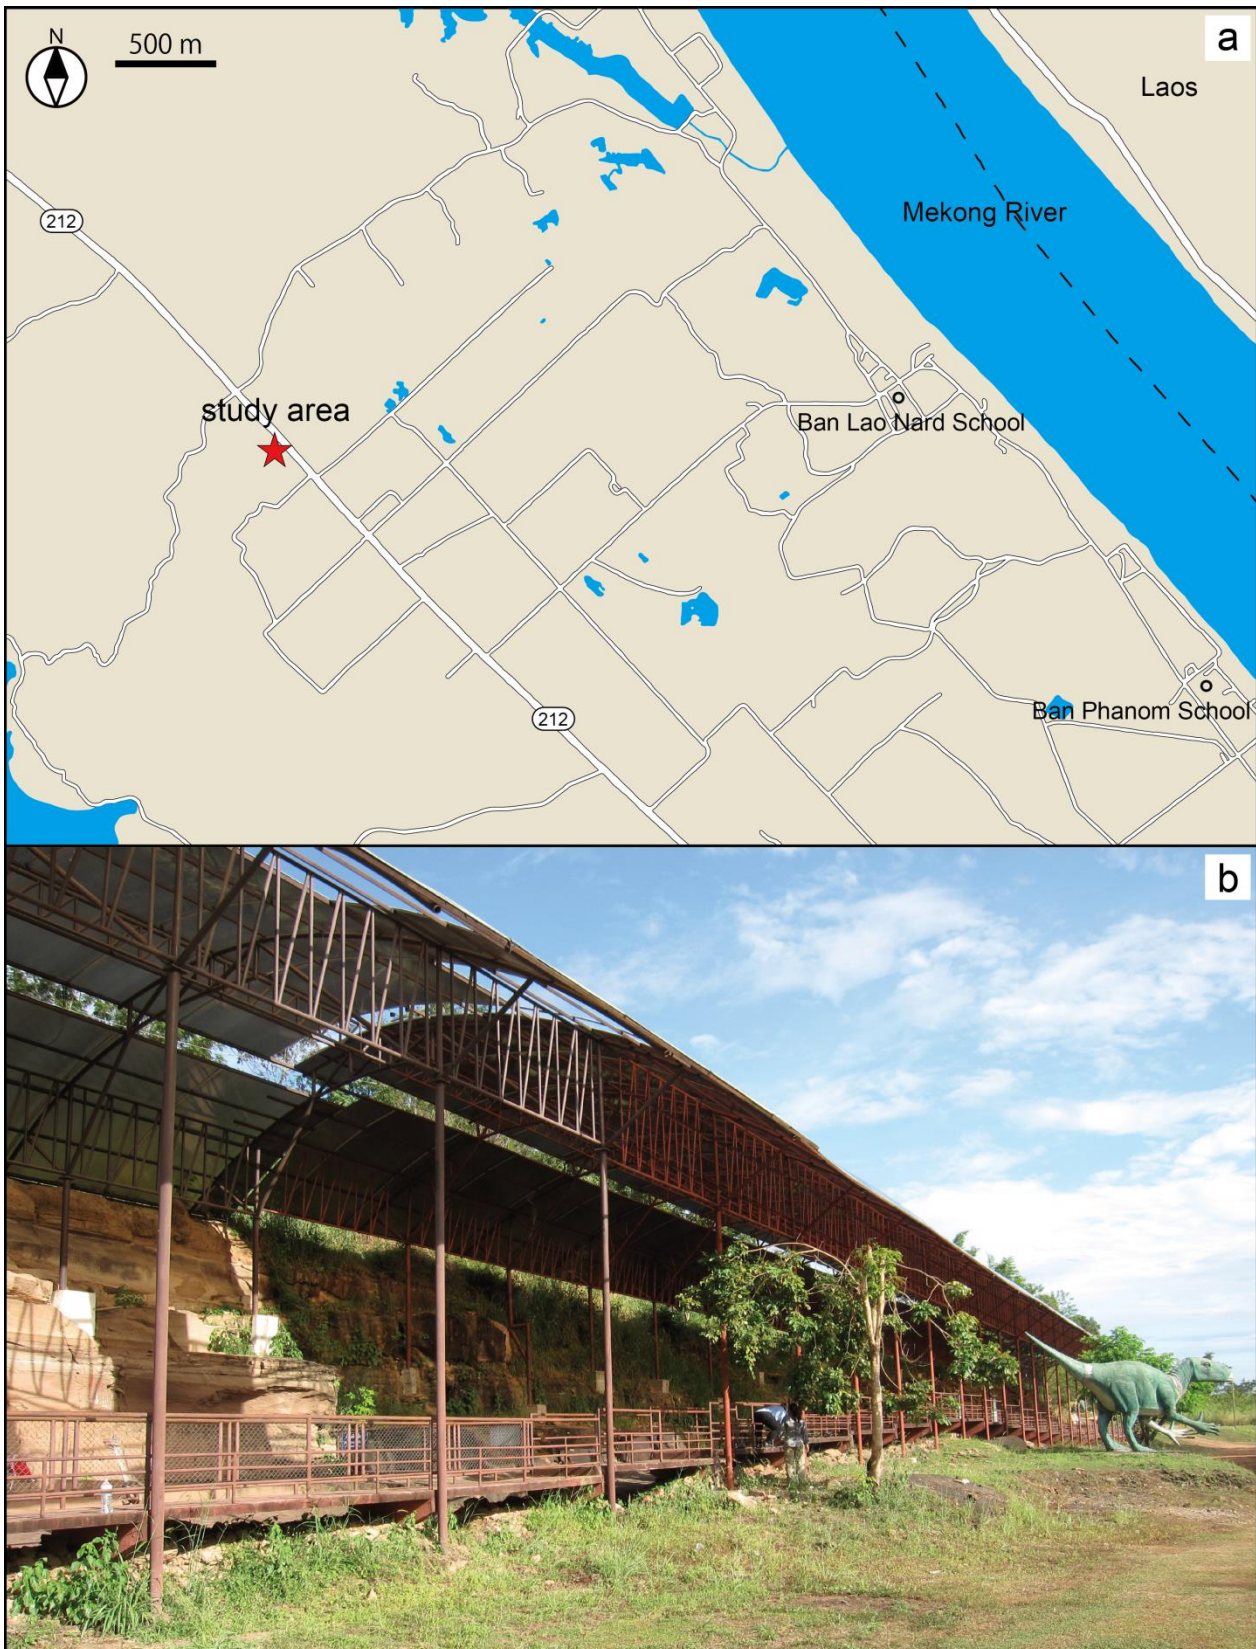 N
500 m
a
Laos
212
Mekong River
study area
Ban Lao Nard School
Ban Phanom School
212
b